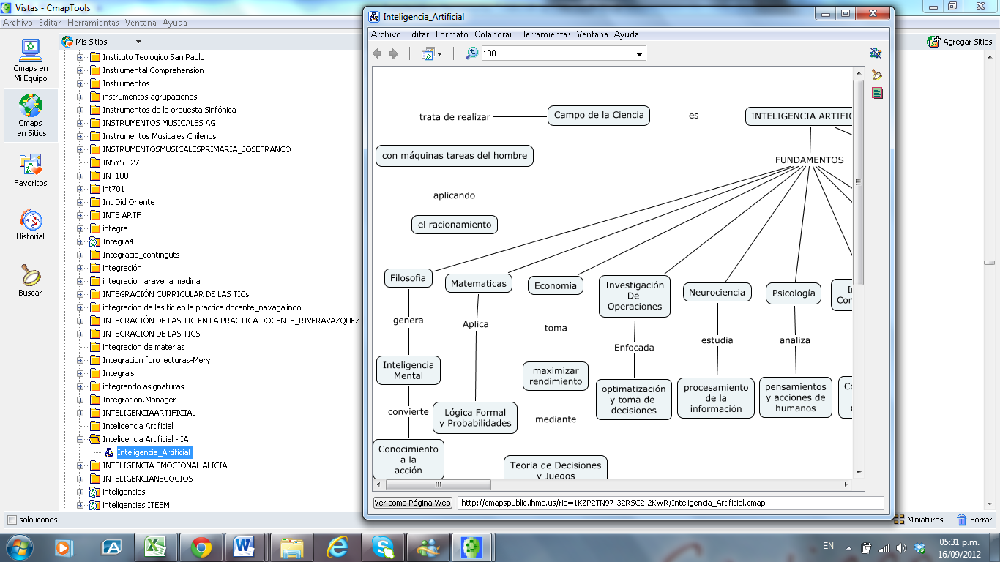 Vistas - CmapTools
Archivo Editar Herramientas Ventana Ayuda
Cmaps en
Mi Equipo
Cmaps
en Sitios
Favoritos
Historial
Buscar
Mis Sitios
Agregar Sitios
Instituto Teologico San Pablo
Instrumental Comprehension
Instrumentos
instrumentos agrupaciones
Instrumentos de la orquesta Sinfónica
INSTRUMENTOS MUSICALES AG
Instrumentos Musicales Chilenos
INSTRUMENTOSMUSICALESPRIMARIA_JOSEFRANCO
INSYS 527
INT100
int701
Int Did Oriente
INTE ARTF
integra
Integra4
Integracio_continguts
integración
integracion aravena medina
INTEGRACIÓN CURRICULAR DE LAS TICs
integracion de las tic en la practica docente_navagalindo
INTEGRACIÓN DE LAS TIC EN LA PRACTICA DOCENTE_RIVERAVAZQUEZ
INTEGRACIÓN DE LAS TICS
integracion de materias
Integracion foro lecturas-Mery
Integrals
integrando asignaturas
Integration.Manager
INTELIGENCIAARTIFICIAL
Inteligencia Artificial
Inteligencia Artificial - IA
Inteligencia_Artificial
INTELIGENCIA EMOCIONAL ALICIA
INTELIGENCIANEGOCIOS
inteligencias
inteligencias ITESM
sólo iconos
Miniaturas
Borrar
Inteligencia_Artificial
Archivo Editar Formato Colaborar Herramientas Ventana Ayuda
100
trata de realizar
Campo de la Ciencia
es
INTELIGENCIA ARTIFIC
con máquinas tareas del hombre
FUNDAMENTOS
aplicando
el racionamiento
Filosofia
Matematicas
Economia
Investigación
De
Operaciones
Neurociencia
Psicología
In
Con
genera
Aplica
toma
Enfocada
estudia
analiza
Inteligencia
Mental
maximizar
rendimiento
optimatización
y toma de
decisiones
procesamiento
de la
información
pensamientos
y acciones de
humanos
Co
convierte
Lógica Formal
y Probabilidades
mediante
Conocimiento
a la
acción
Teoria de Decisiones
y Juegos
Ver como Página Web
http://cmapspublic.ihmc.us/rid=1KZP2TN97-32RSC2-2KWR/Inteligencia_Artificial.cmap
EN
05:31 p.m.
16/09/2012